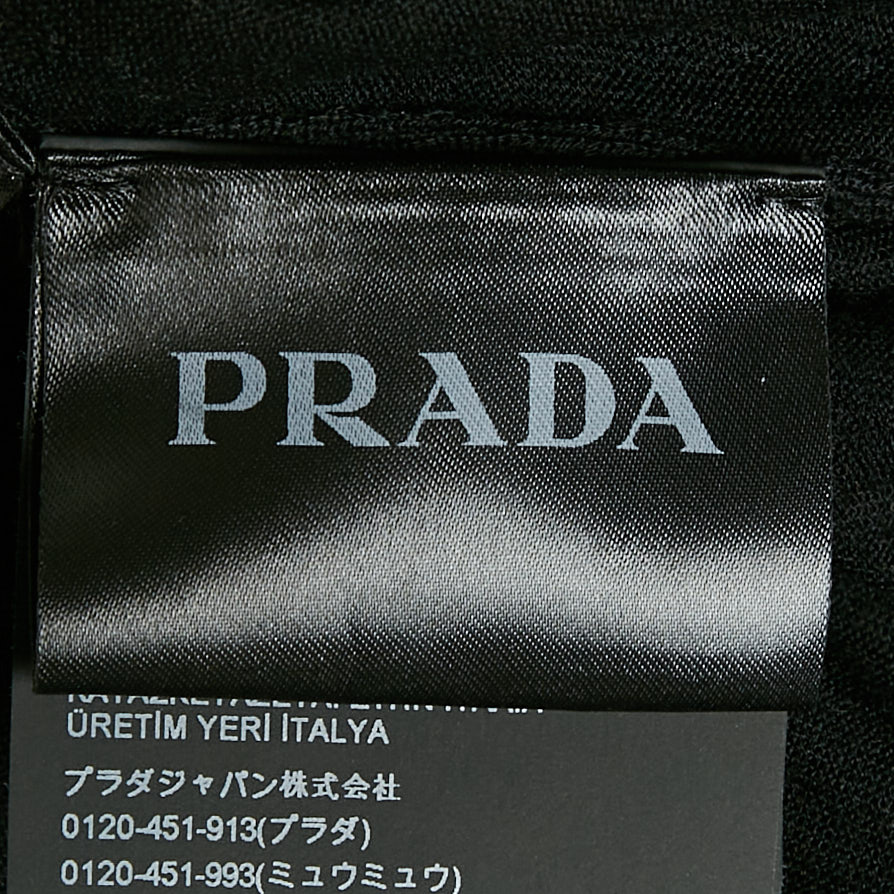 PRADA
ÜRETİM YERİ İTALYA
プラダジャパン株式会社
0120-451-913(プラダ)
0120-451-993(ミュウミュウ)